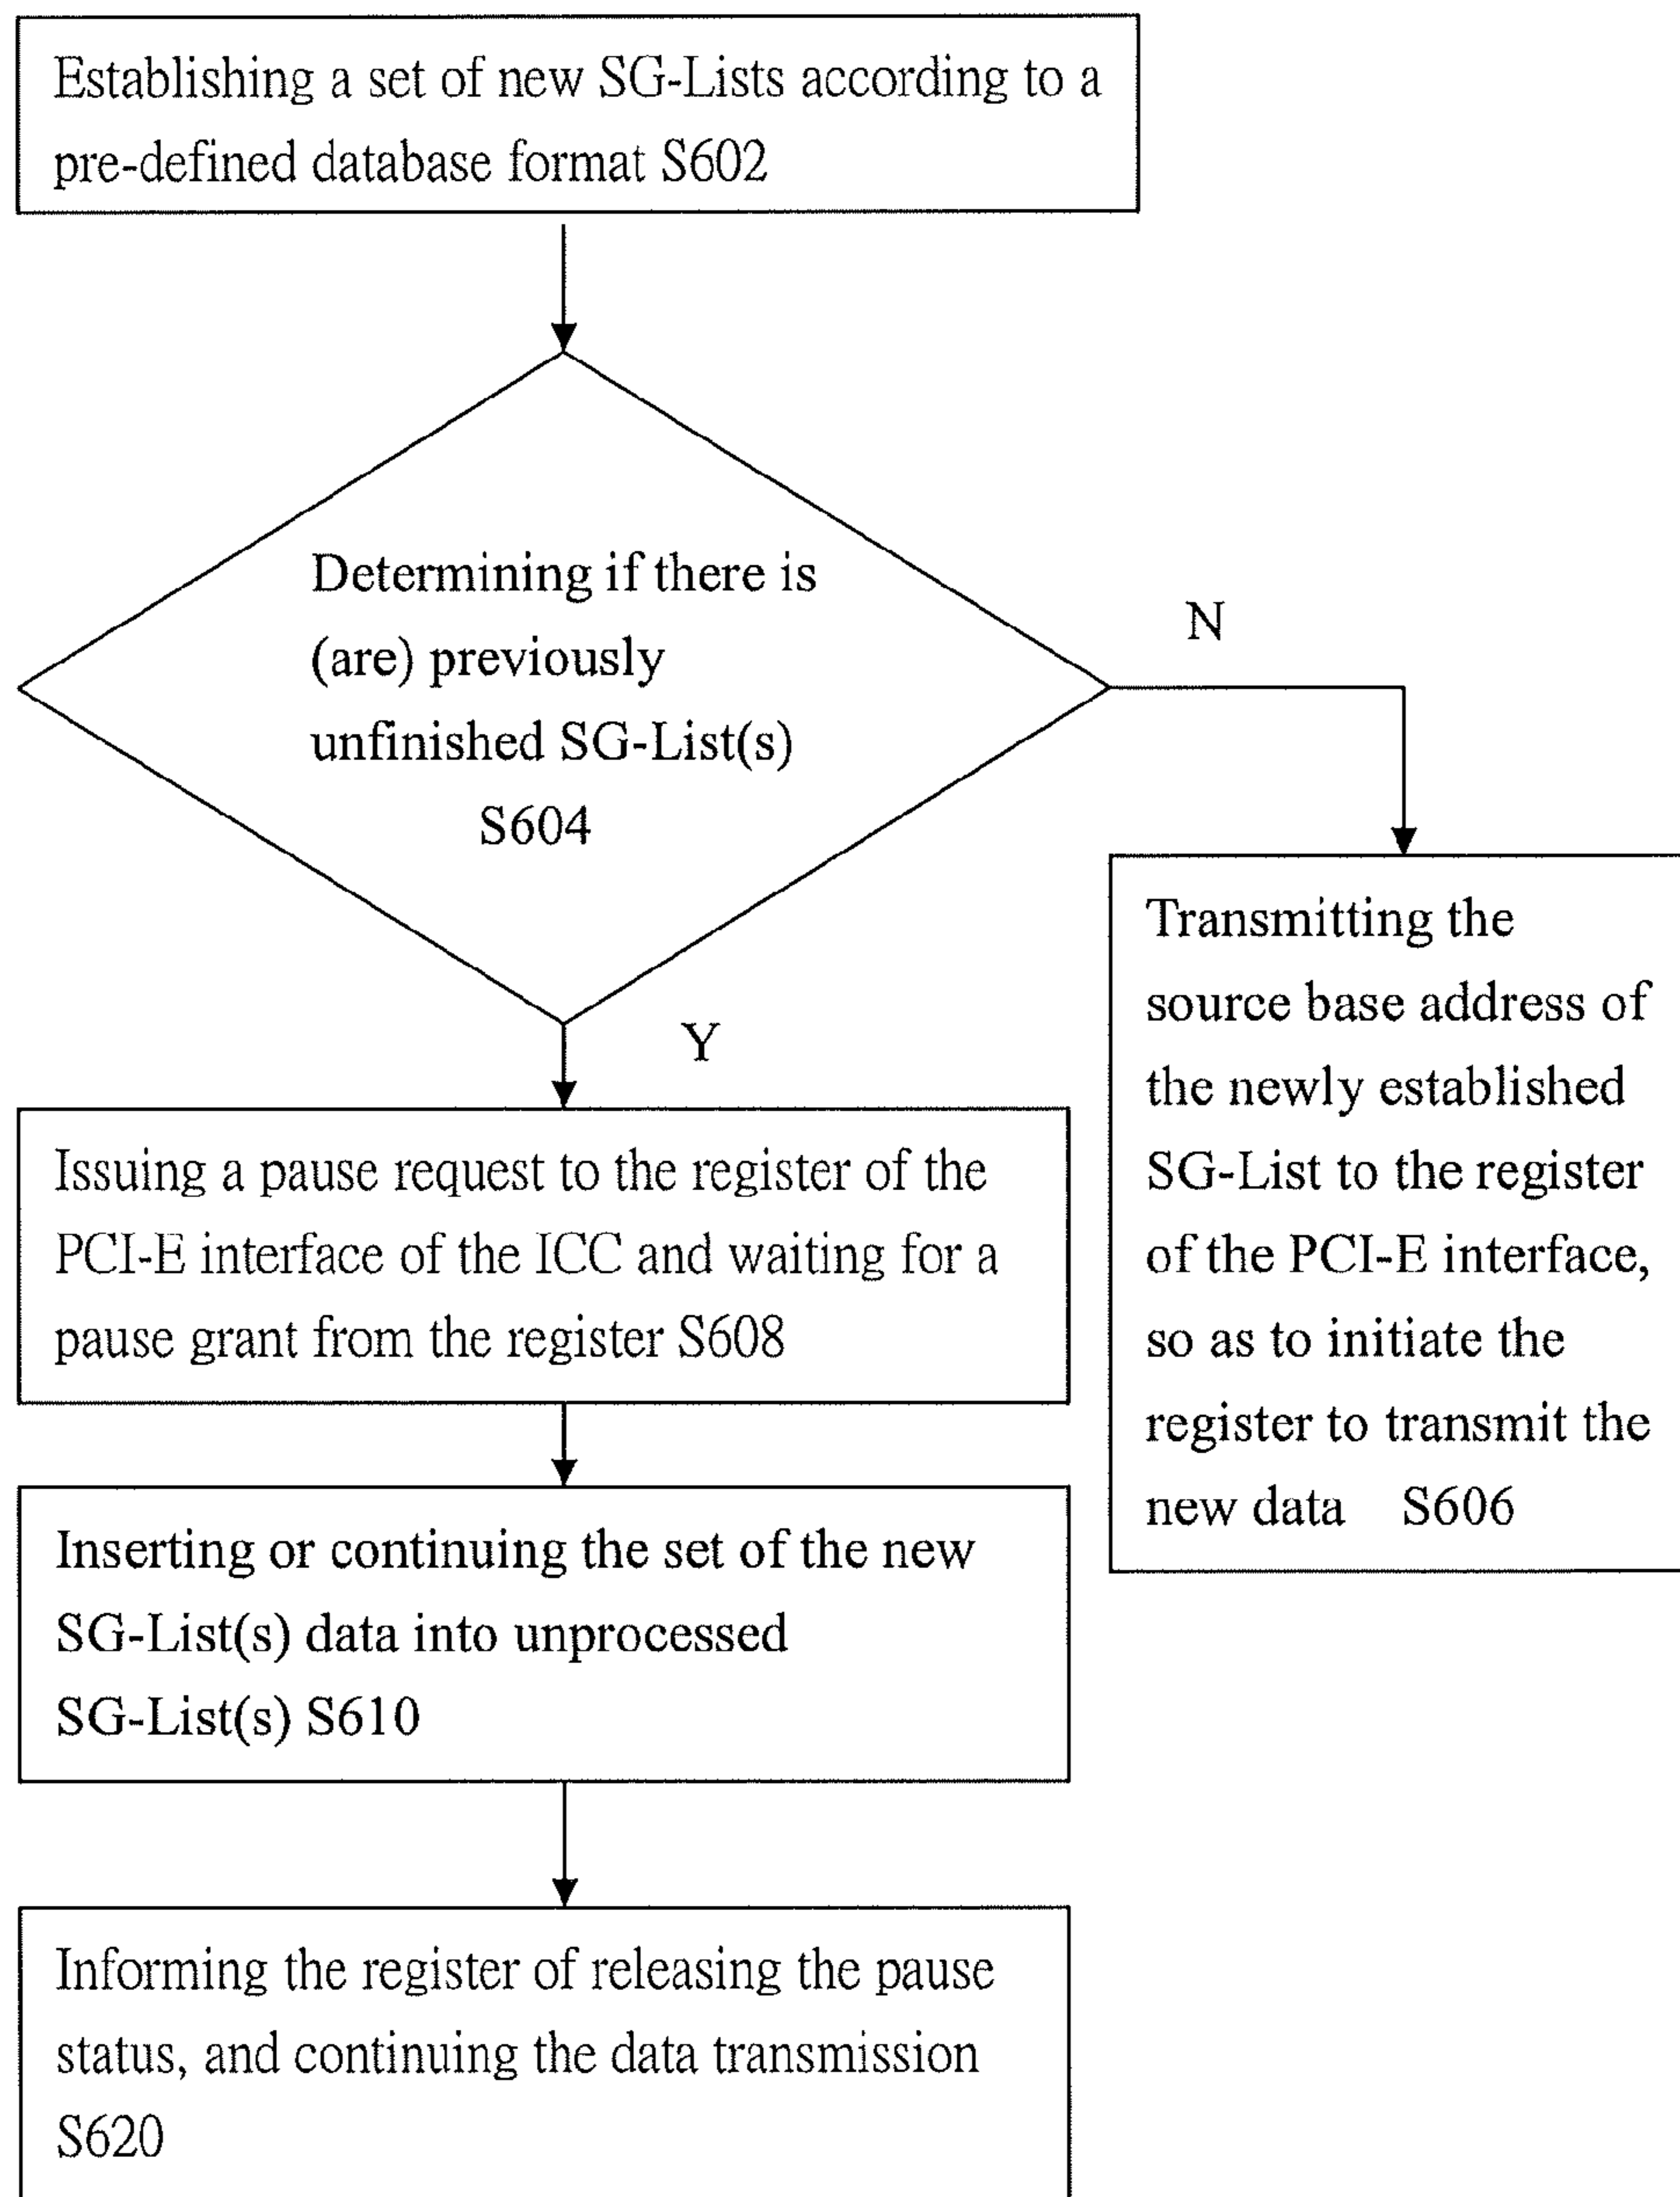 Establishing a set of new SG-Lists according to a
pre-defined database format S602
Determining if there is
(are) previously
unfinished SG-List(s)
S604
N
Y
Transmitting the
source base address of
the newly established
SG-List to the register
of the PCI-E interface,
so as to initiate the
register to transmit the
new data S606
Issuing a pause request to the register of the
PCI-E interface of the ICC and waiting for a
pause grant from the register S608
Inserting or continuing the set of the new
SG-List(s) data into unprocessed
SG-List(s) S610
Informing the register of releasing the pause
status, and continuing the data transmission
S620